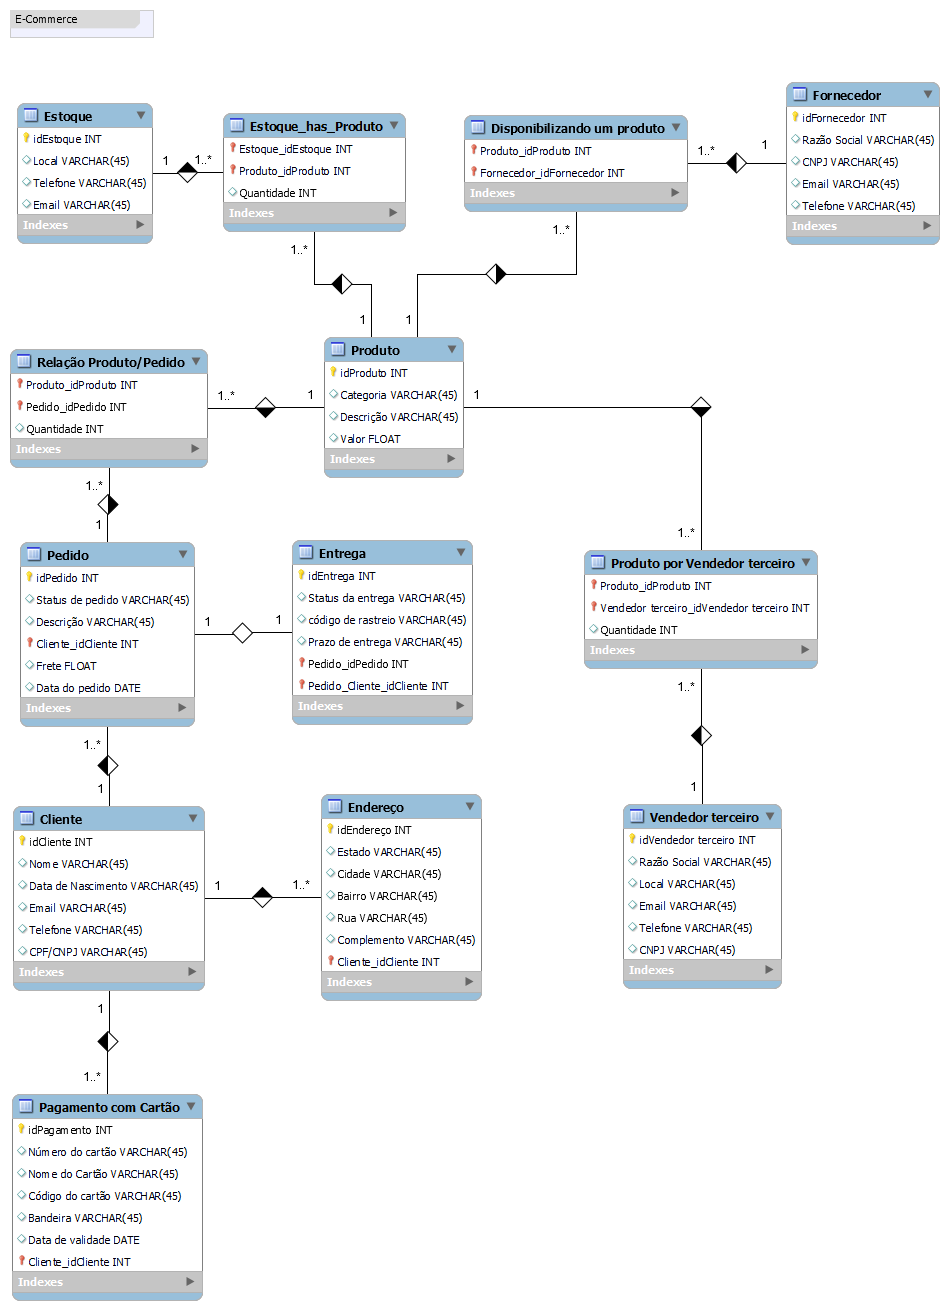 E-Commerce
Estoque
idEstoque INT
Local VARCHAR(45)
Telefone VARCHAR(45)
Email VARCHAR(45)
Indexes
1
1..*
Estoque_has_Produto
Estoque_idEstoque INT
Produto_idProduto INT
Quantidade INT
Indexes
Disponibilizando um produto
Produto_idProduto INT
Fornecedor_idFornecedor INT
Indexes
1..*
1
Fornecedor
idFornecedor INT
Razão Social VARCHAR(45)
CNPJ VARCHAR(45)
Email VARCHAR(45)
Telefone VARCHAR(45)
Indexes
1..*
1
1..*
1
Relação Produto/Pedido
Produto_idProduto INT
Pedido_idPedido INT
Quantidade INT
Indexes
1..*
1
Produto
idProduto INT
Categoria VARCHAR(45)
Descrição VARCHAR(45)
Valor FLOAT
Indexes
1
1..*
1..*
1
Pedido
idPedido INT
Status de pedido VARCHAR(45)
Descrição VARCHAR(45)
Cliente_idCliente INT
Frete FLOAT
Data do pedido DATE
Indexes
1
1
Entrega
idEntrega INT
Status da entrega VARCHAR(45)
código de rastreio VARCHAR(45)
Prazo de entrega VARCHAR(45)
Pedido_idPedido INT
Pedido_Cliente_idCliente INT
Indexes
Produto por Vendedor terceiro
Produto_idProduto INT
Vendedor terceiro_idVendedor terceiro INT
Quantidade INT
Indexes
1..*
1
1..*
1
Cliente
idCliente INT
Nome VARCHAR(45)
Data de Nascimento VARCHAR(45)
Email VARCHAR(45)
Telefone VARCHAR(45)
CPF/CNPJ VARCHAR(45)
Indexes
1
1..*
Endereço
idEndereço INT
Estado VARCHAR(45)
Cidade VARCHAR(45)
Bairro VARCHAR(45)
Rua VARCHAR(45)
Complemento VARCHAR(45)
Cliente_idCliente INT
Indexes
Vendedor terceiro
idVendedor terceiro INT
Razão Social VARCHAR(45)
Local VARCHAR(45)
Email VARCHAR(45)
Telefone VARCHAR(45)
CNPJ VARCHAR(45)
Indexes
1
1..*
Pagamento com Cartão
idPagamento INT
Número do cartão VARCHAR(45)
Nome do Cartão VARCHAR(45)
Código do cartão VARCHAR(45)
Bandeira VARCHAR(45)
Data de validade DATE
Cliente_idCliente INT
Indexes